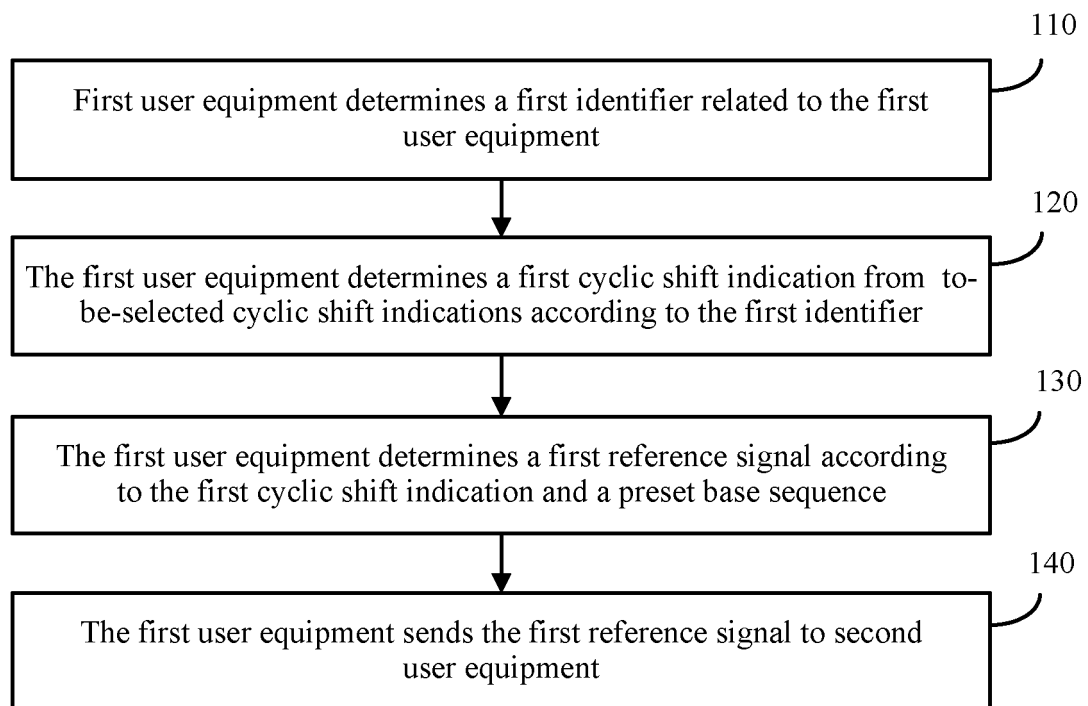 110
First user equipment determines a first identifier related to the first
user equipment
120
The first user equipment determines a first cyclic shift indication from to-
be-selected cyclic shift indications according to the first identifier
130
The first user equipment determines a first reference signal according
to the first cyclic shift indication and a preset base sequence
140
The first user equipment sends the first reference signal to second
user equipment